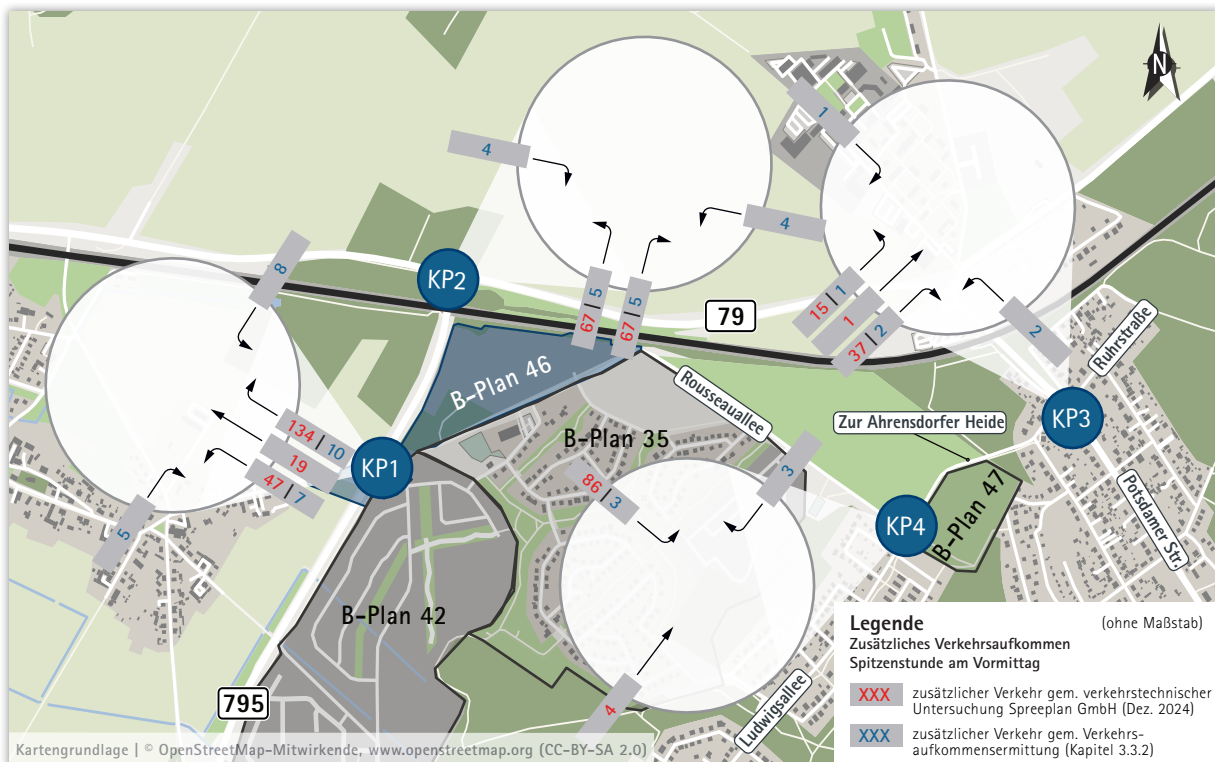 N
1
4
4
8
KP2
67 | 5
67 | 5
79
15 | 1
1
37 | 2
2
Ruhrstraße
B-Plan 46
Rousseauallee
KP3
Zur Ahrensdorfer Heide
B-Plan 35
134 / 10
19
47 | 7
KP1
5
86 | 3
3
B-Plan 47
Potsdamer Str.
KP4
B-Plan 42
4
Ludwigsallee
795
Legende
(ohne Maßstab)
Zusätzliches Verkehrsaufkommen
Spitzenstunde am Vormittag
XXX
zusätzlicher Verkehr gem. verkehrstechnischer
Untersuchung Spreeplan GmbH (Dez. 2024)
XXX
zusätzlicher Verkehr gem. Verkehrs-
aufkommensermittlung (Kapitel 3.3.2)
Kartengrundlage | © OpenStreetMap-Mitwirkende, www.openstreetmap.org (CC-BY-SA 2.0)